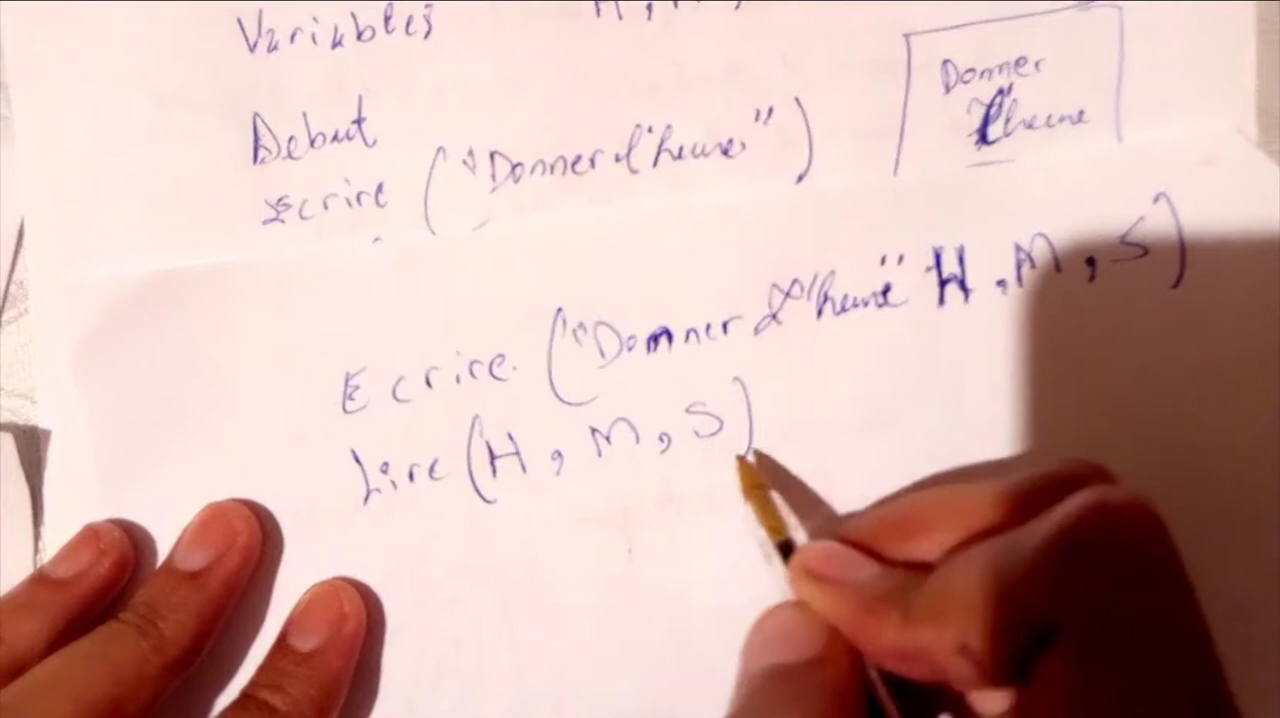 Variables H, M,
Debut
Ecrire ("Donner l'heure")
Donner
l'heure
Ecrire ("Donner l'heure" H, M, S)
Lire (H, M, S)